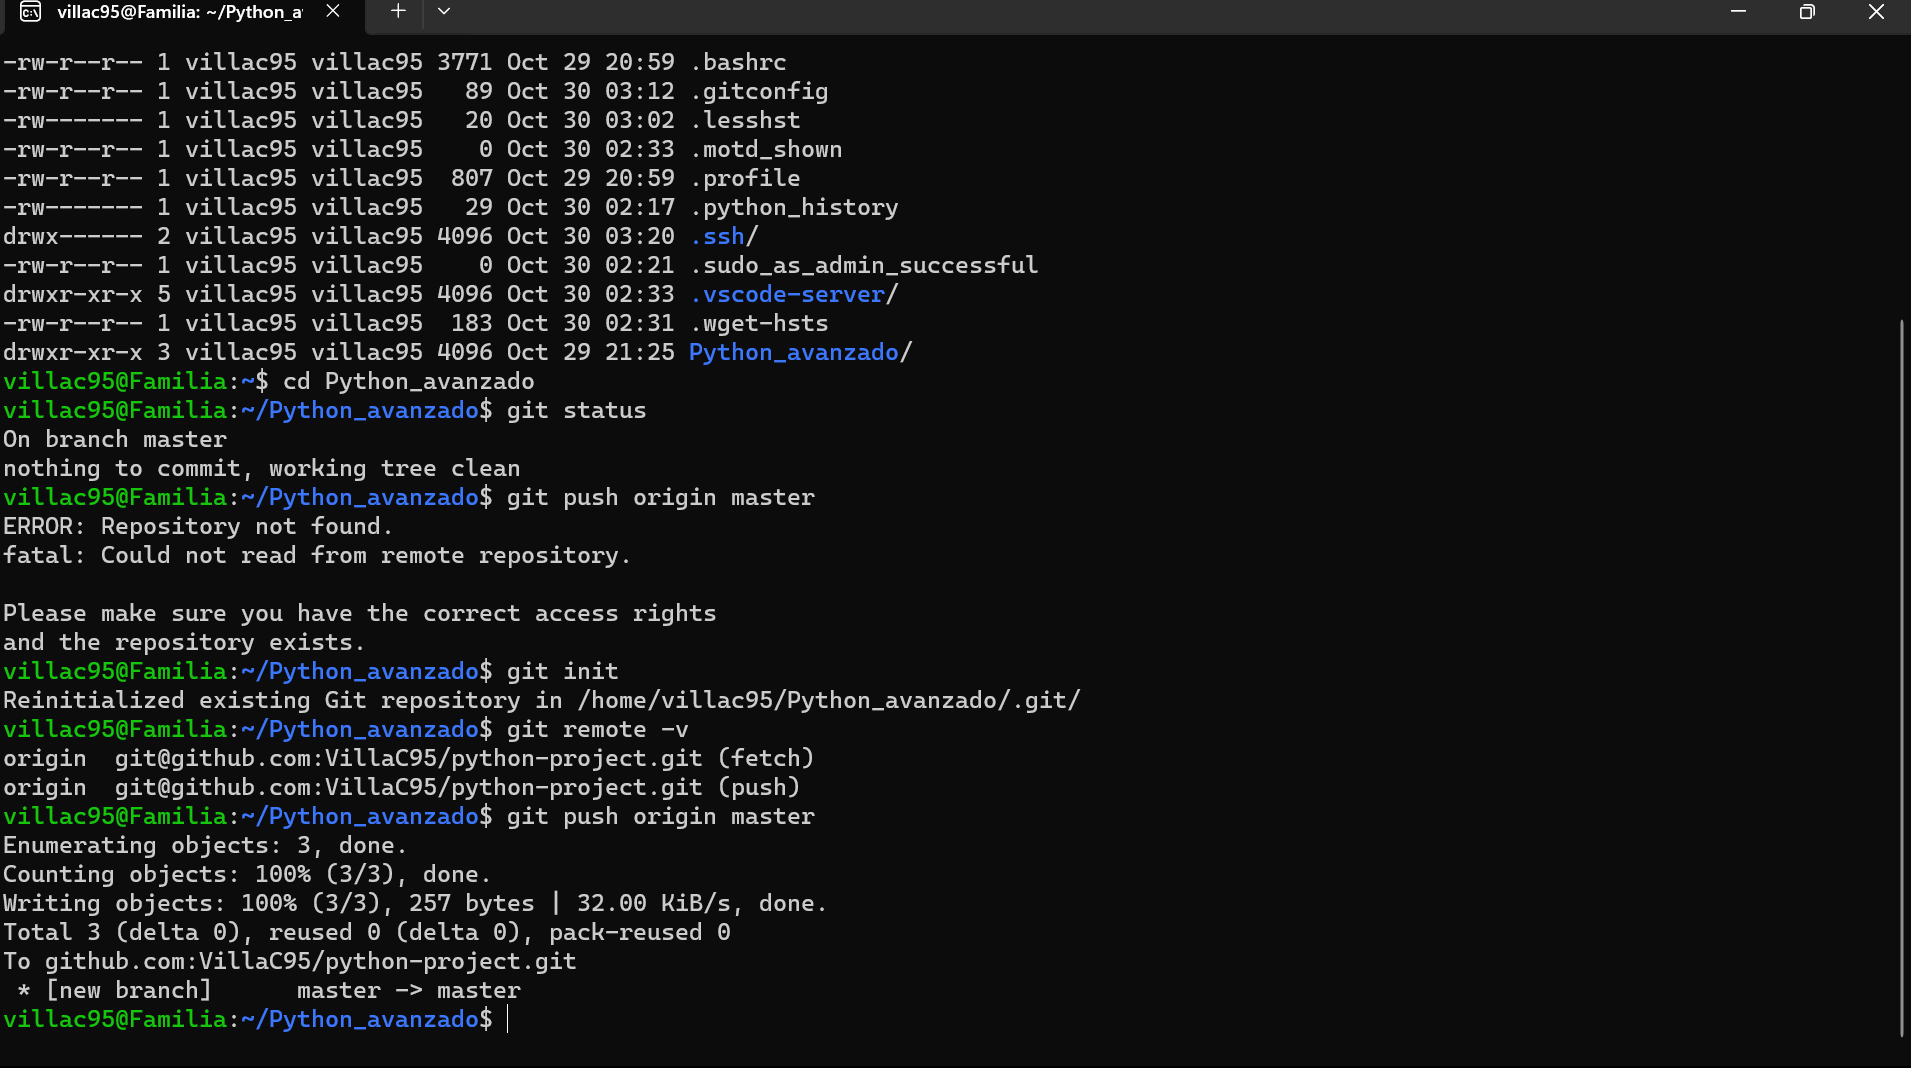 villac95@Familia: ~/Python_a
-rw-r--r-- 1 villac95 villac95 3771 Oct 29 20:59 .bashrc
-rw-r--r-- 1 villac95 villac95   89 Oct 30 03:12 .gitconfig
-rw------- 1 villac95 villac95   20 Oct 30 03:02 .lesshst
-rw-r--r-- 1 villac95 villac95    0 Oct 30 02:33 .motd_shown
-rw-r--r-- 1 villac95 villac95  807 Oct 29 20:59 .profile
-rw------- 1 villac95 villac95   29 Oct 30 02:17 .python_history
drwx------ 2 villac95 villac95 4096 Oct 30 03:20 .ssh/
-rw-r--r-- 1 villac95 villac95    0 Oct 30 02:21 .sudo_as_admin_successful
drwxr-xr-x 5 villac95 villac95 4096 Oct 30 02:33 .vscode-server/
-rw-r--r-- 1 villac95 villac95  183 Oct 30 02:31 .wget-hsts
drwxr-xr-x 3 villac95 villac95 4096 Oct 29 21:25 Python_avanzado/
villac95@Familia:~$ cd Python_avanzado
villac95@Familia:~/Python_avanzado$ git status
On branch master
nothing to commit, working tree clean
villac95@Familia:~/Python_avanzado$ git push origin master
ERROR: Repository not found.
fatal: Could not read from remote repository.
Please make sure you have the correct access rights
and the repository exists.
villac95@Familia:~/Python_avanzado$ git init
Reinitialized existing Git repository in /home/villac95/Python_avanzado/.git/
villac95@Familia:~/Python_avanzado$ git remote -v
origin  git@github.com:VillaC95/python-project.git (fetch)
origin  git@github.com:VillaC95/python-project.git (push)
villac95@Familia:~/Python_avanzado$ git push origin master
Enumerating objects: 3, done.
Counting objects: 100% (3/3), done.
Writing objects: 100% (3/3), 257 bytes | 32.00 KiB/s, done.
Total 3 (delta 0), reused 0 (delta 0), pack-reused 0
To github.com:VillaC95/python-project.git
 * [new branch]      master -> master
villac95@Familia:~/Python_avanzado$